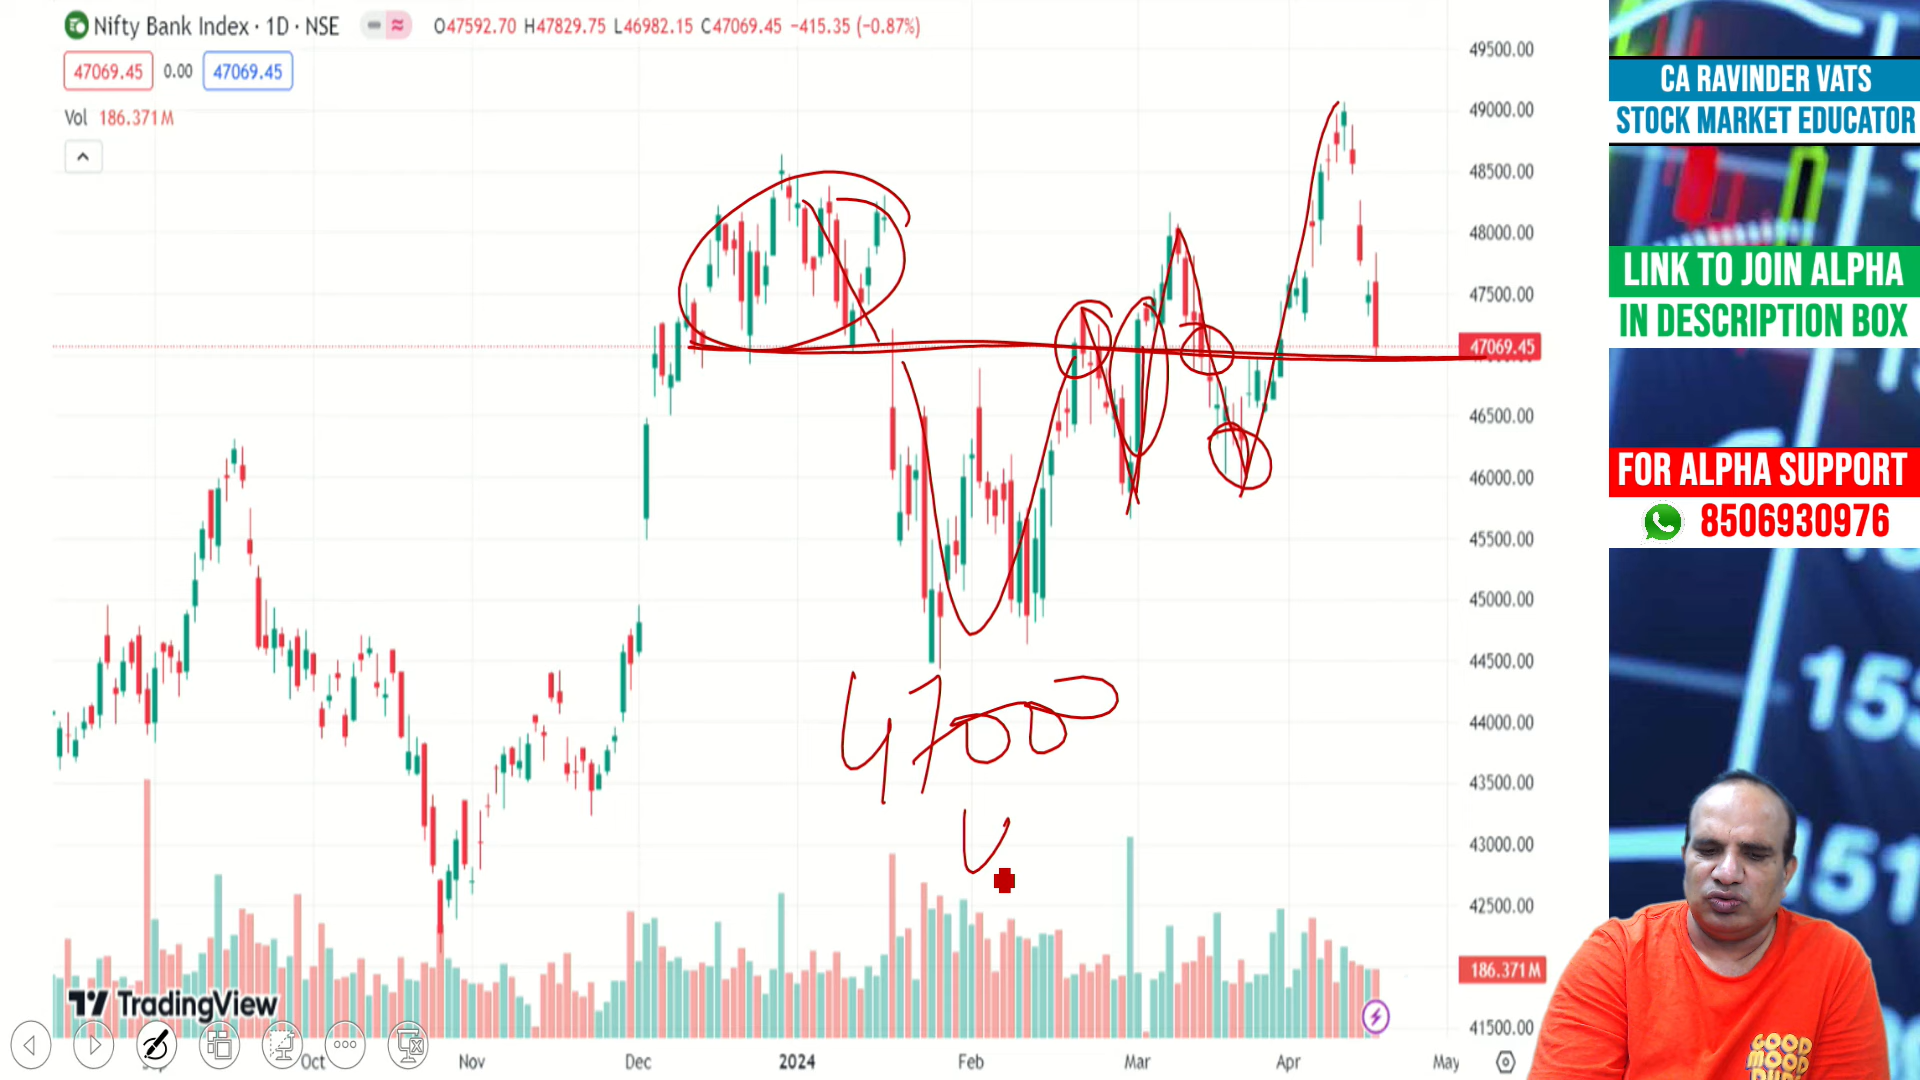 Nifty Bank Index · 1D · NSE O47592.70 H47829.75 L46982.15 C47069.45 −415.35 (−0.87%)
47069.45 0.00 47069.45
Vol 186.371M
49500.00
49000.00
48500.00
48000.00
47500.00
47069.45
46500.00
46000.00
45500.00
45000.00
44500.00
44000.00
43500.00
43000.00
42500.00
186.371M
41500.00
47000
TradingView
Oct Nov Dec 2024 Feb Mar Apr May
CA RAVINDER VATS
STOCK MARKET EDUCATOR
LINK TO JOIN ALPHA
IN DESCRIPTION BOX
FOR ALPHA SUPPORT
8506930976
GOOD
MOOD